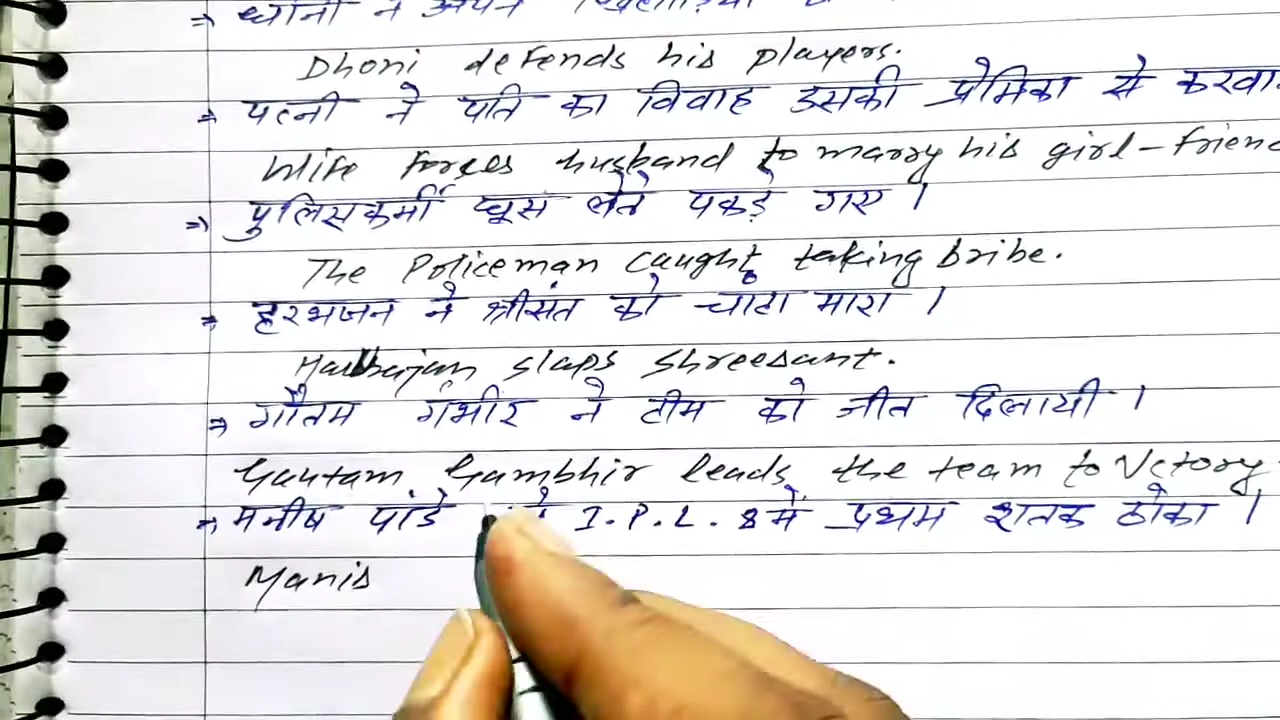 ⇒ धोनी ने अपने
Dhoni defends his players.
⇒ पत्नी ने पति का विवाह उसकी प्रेमिका से करवा
Wife forces husband to marry his girl-friend
⇒ पुलिसकर्मी घूस लेते पकड़े गए ।
The Policeman caught taking bribe.
⇒ हरभजन ने श्रीसंत को चांटा मारा ।
Harbhajan slaps Shreesant.
⇒ गौतम गंभीर ने टीम को जीत दिलायी ।
Gautam Gambhir leads the team to Vctory.
⇒ मनीष पांडे ने I.P.L. 8 में प्रथम शतक ठोका ।
Manis